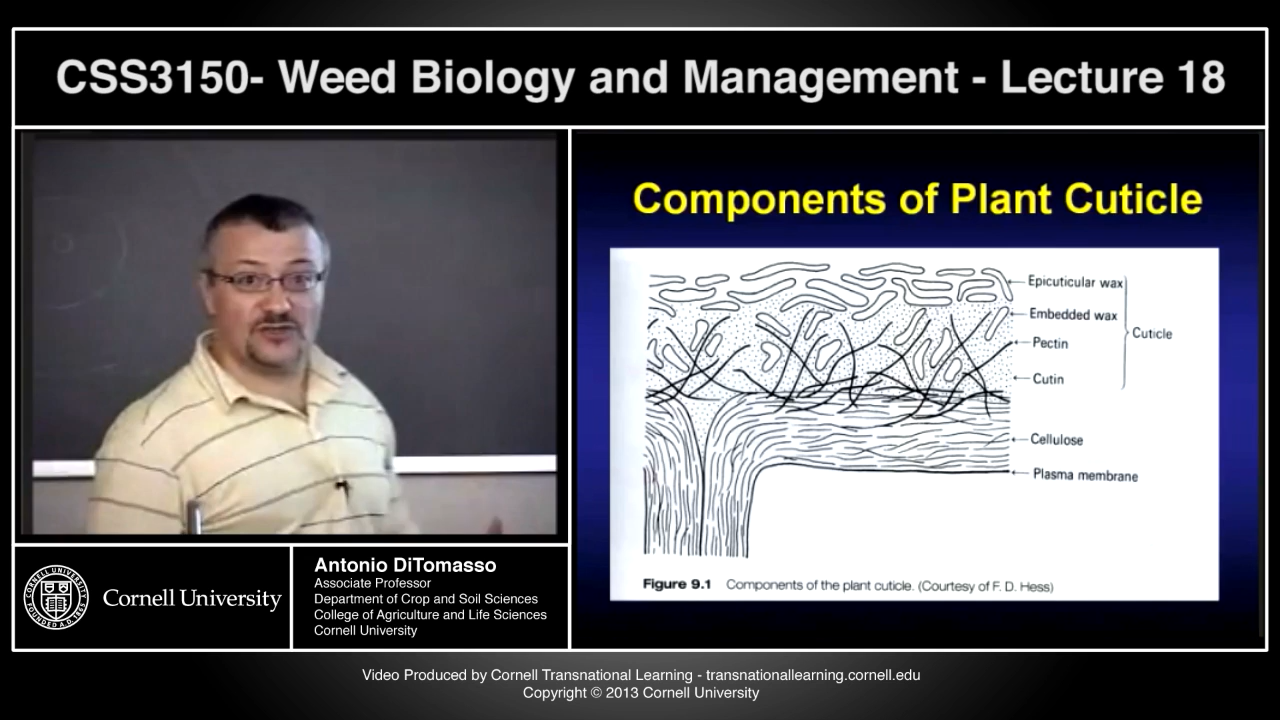 CSS3150- Weed Biology and Management - Lecture 18
Components of Plant Cuticle
Epicuticular wax
Embedded wax
Cuticle
Pectin
Cutin
Cellulose
Plasma membrane
Figure 9.1 Components of the plant cuticle. (Courtesy of F. D. Hess)
CORNELL UNIVERSITY
FOUNDED A.D. 1865
Cornell University
Antonio DiTomasso
Associate Professor
Department of Crop and Soil Sciences
College of Agriculture and Life Sciences
Cornell University
Video Produced by Cornell Transnational Learning - transnationallearning.cornell.edu
Copyright © 2013 Cornell University